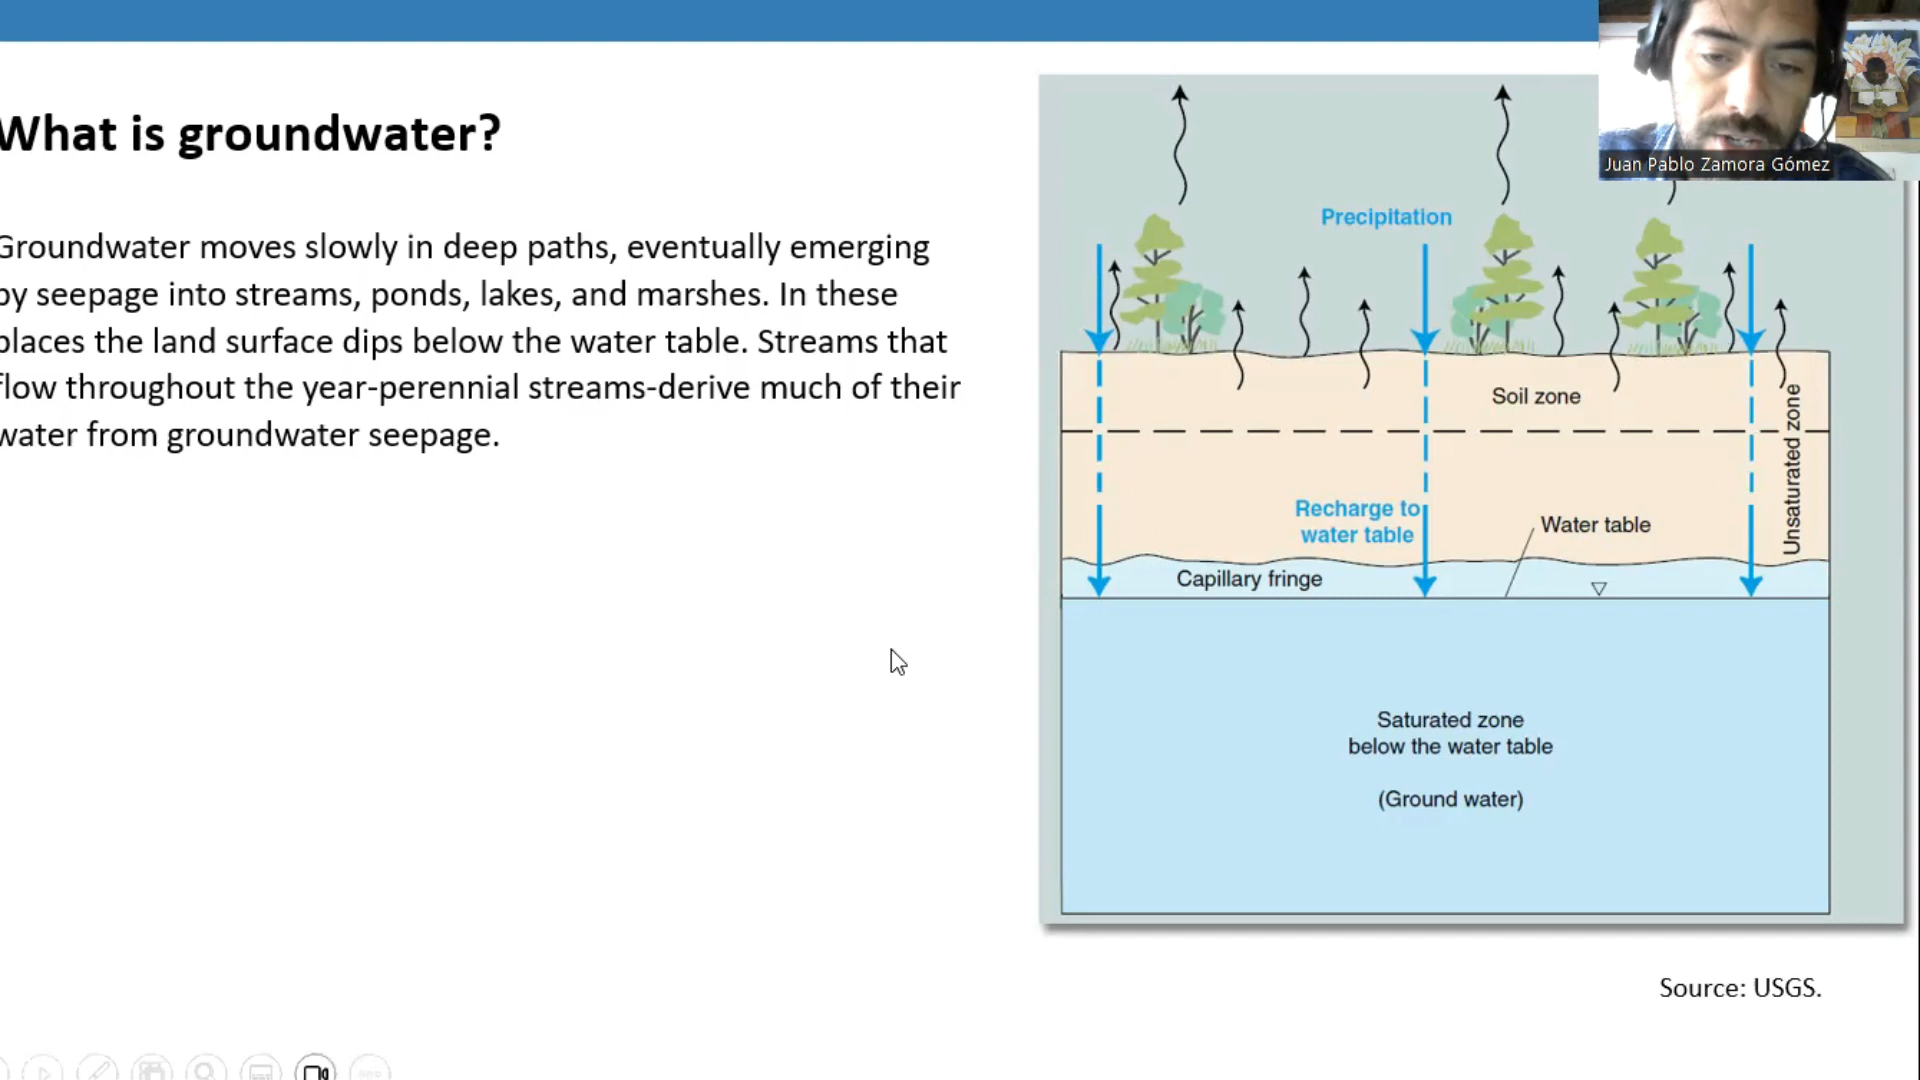 What is groundwater?
Groundwater moves slowly in deep paths, eventually emerging
by seepage into streams, ponds, lakes, and marshes. In these
places the land surface dips below the water table. Streams that
flow throughout the year-perennial streams-derive much of their
water from groundwater seepage.
Juan Pablo Zamora Gómez
Precipitation
Soil zone
Unsaturated zone
Recharge to
water table
Water table
Capillary fringe
Saturated zone
below the water table
(Ground water)
Source: USGS.